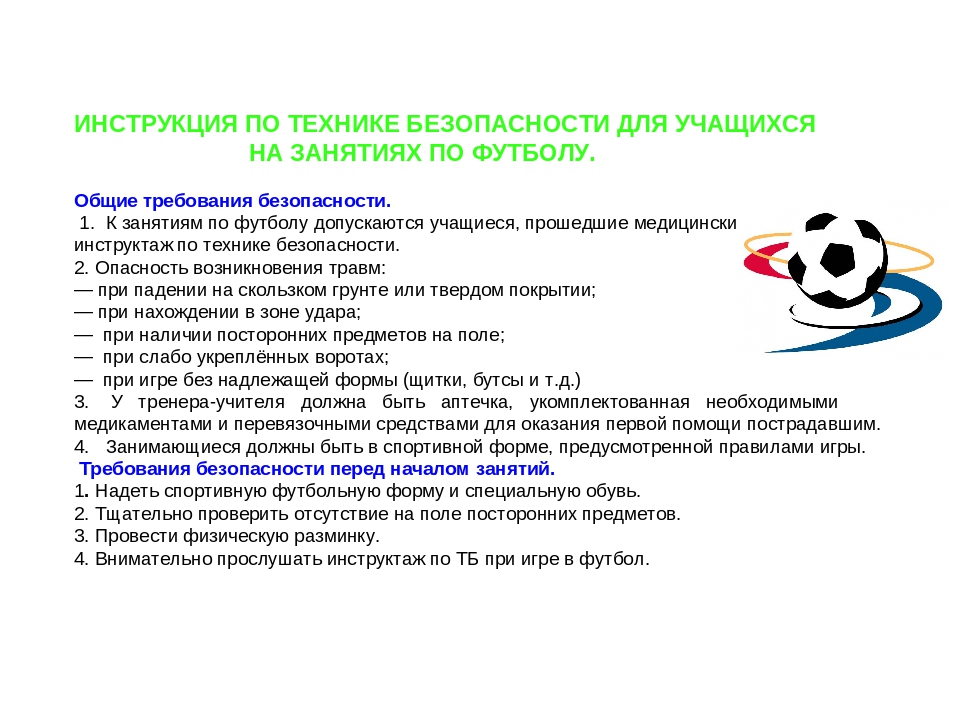 ИНСТРУКЦИЯ ПО ТЕХНИКЕ БЕЗОПАСНОСТИ ДЛЯ УЧАЩИХСЯ
НА ЗАНЯТИЯХ ПО ФУТБОЛУ.
Общие требования безопасности.
1. К занятиям по футболу допускаются учащиеся, прошедшие медицински
инструктаж по технике безопасности.
2. Опасность возникновения травм:
— при падении на скользком грунте или твердом покрытии;
— при нахождении в зоне удара;
— при наличии посторонних предметов на поле;
— при слабо укреплённых воротах;
— при игре без надлежащей формы (щитки, бутсы и т.д.)
3. У тренера-учителя должна быть аптечка, укомплектованная необходимыми
медикаментами и перевязочными средствами для оказания первой помощи пострадавшим.
4. Занимающиеся должны быть в спортивной форме, предусмотренной правилами игры.
Требования безопасности перед началом занятий.
1. Надеть спортивную футбольную форму и специальную обувь.
2. Тщательно проверить отсутствие на поле посторонних предметов.
3. Провести физическую разминку.
4. Внимательно прослушать инструктаж по ТБ при игре в футбол.